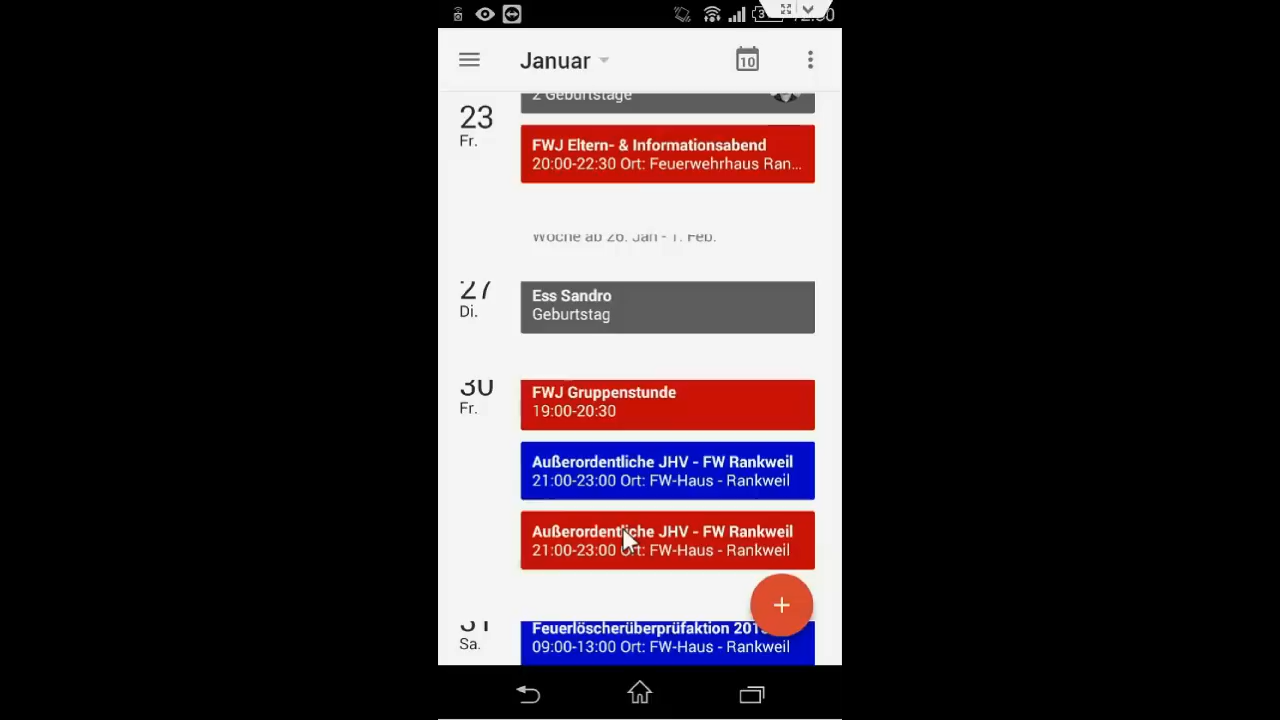 Januar
10
2 Geburtstage
23
Fr.
FWJ Eltern- & Informationsabend
20:00-22:30 Ort: Feuerwehrhaus Ran...
Woche ab 26. Jan - 1. Feb.
27
Di.
Ess Sandro
Geburtstag
30
Fr.
FWJ Gruppenstunde
19:00-20:30
Außerordentliche JHV - FW Rankweil
21:00-23:00 Ort: FW-Haus - Rankweil
Außerordentliche JHV - FW Rankweil
21:00-23:00 Ort: FW-Haus - Rankweil
31
Sa.
Feuerlöscherüberprüfaktion
09:00-13:00 Ort: FW-Haus - Rankweil